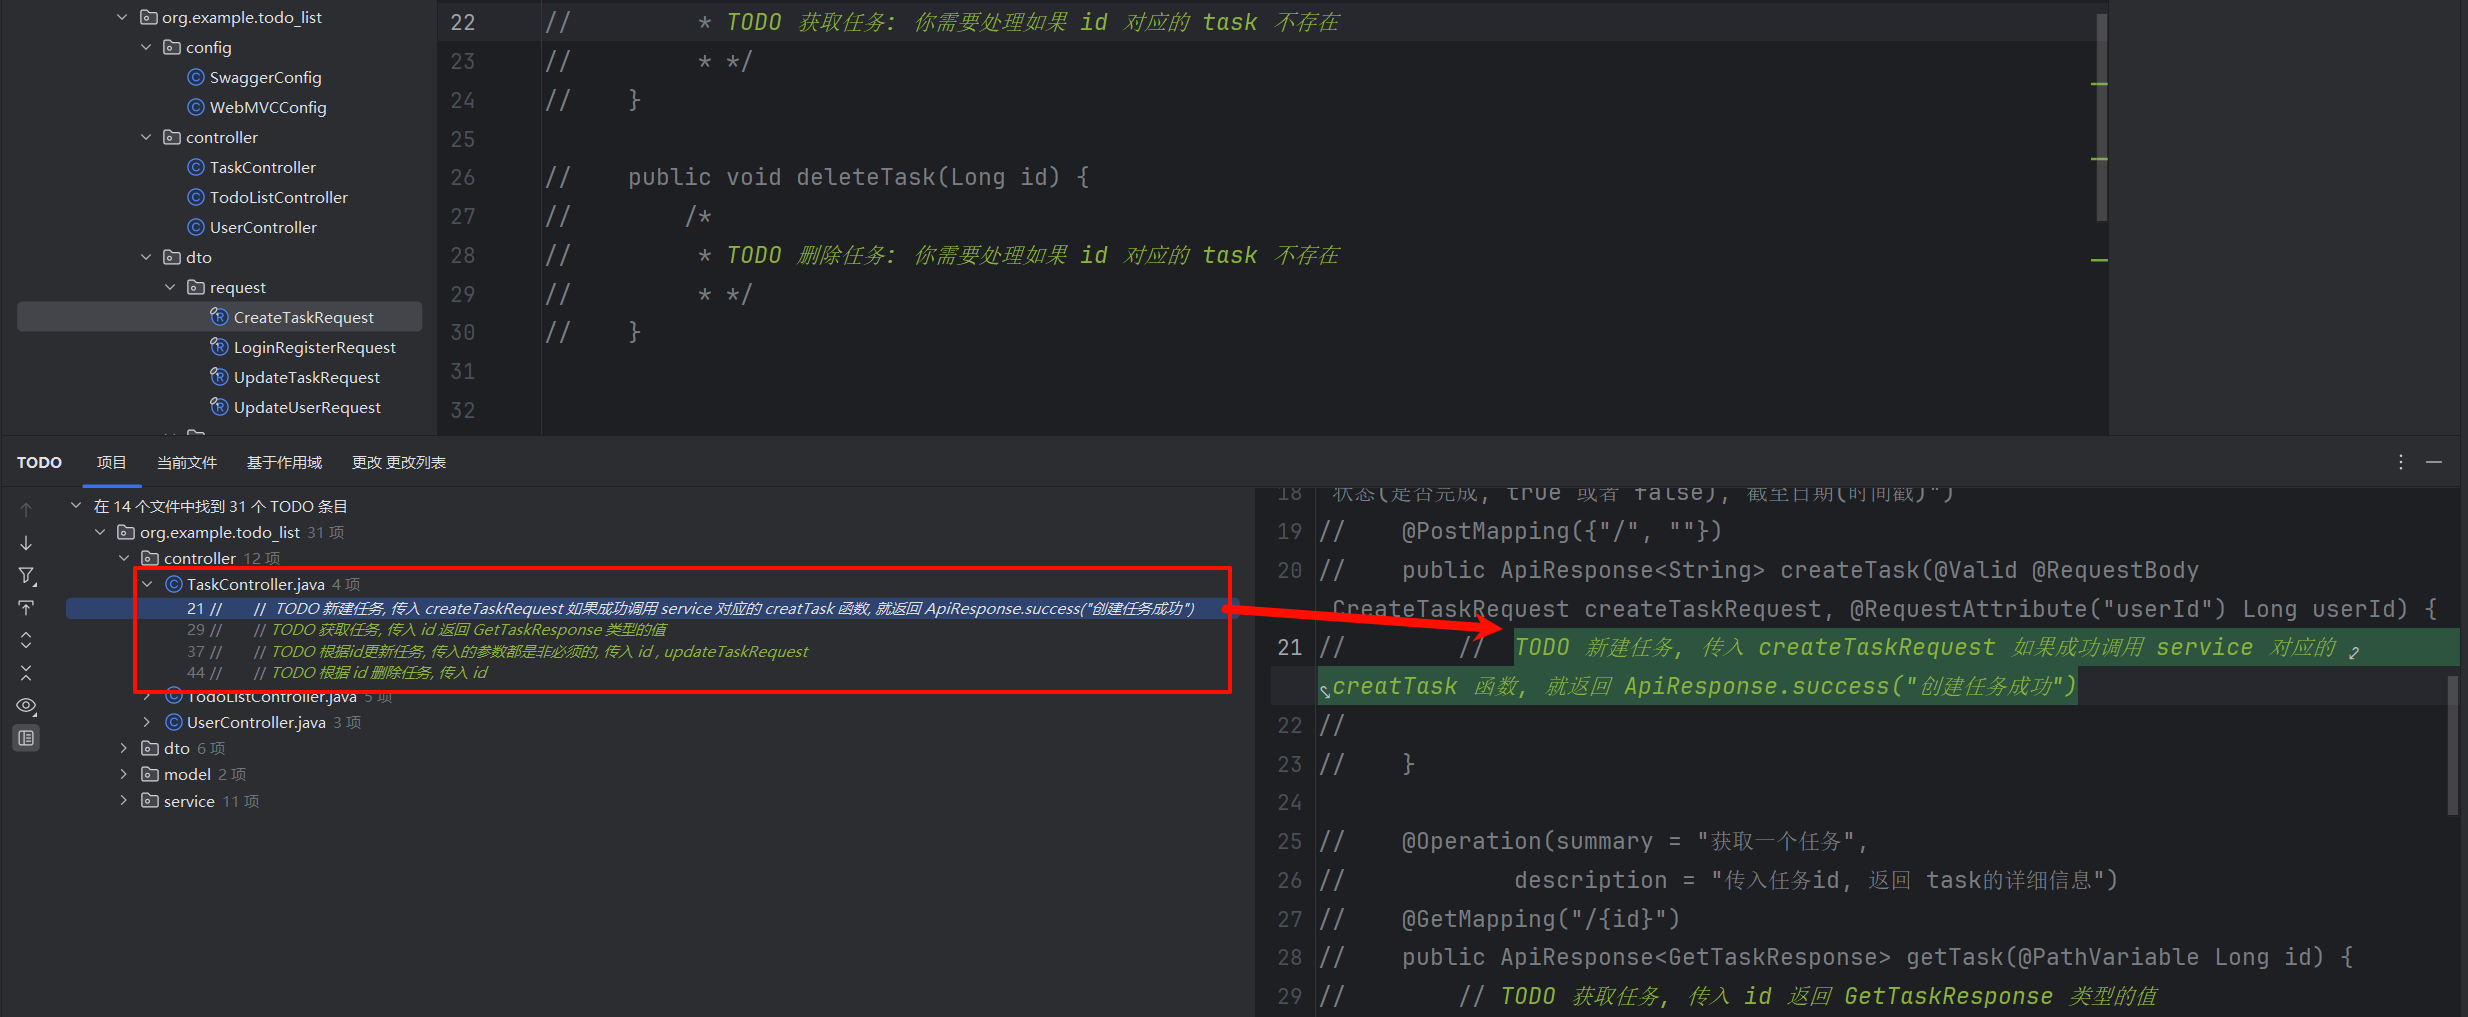 org.example.todo_list
config
SwaggerConfig
WebMVCConfig
controller
TaskController
TodoListController
UserController
dto
request
CreateTaskRequest
LoginRegisterRequest
UpdateTaskRequest
UpdateUserRequest
22 //         * TODO 获取任务: 你需要处理如果 id 对应的 task 不存在
23 //         * */
24 //    }
25
26 //    public void deleteTask(Long id) {
27 //        /*
28 //         * TODO 删除任务: 你需要处理如果 id 对应的 task 不存在
29 //         * */
30 //    }
31
32
TODO 项目 当前文件 基于作用域 更改 更改列表
在 14 个文件中找到 31 个 TODO 条目
org.example.todo_list 31 项
controller 12 项
TaskController.java 4 项
21 //        // TODO 新建任务, 传入 createTaskRequest 如果成功调用 service 对应的 creatTask 函数, 就返回 ApiResponse.success("创建任务成功")
29 //        // TODO 获取任务, 传入 id 返回 GetTaskResponse 类型的值
37 //        // TODO 根据id更新任务, 传入的参数都是非必须的, 传入 id , updateTaskRequest
44 //        // TODO 根据 id 删除任务, 传入 id
TodoListController.java 5 项
UserController.java 3 项
dto 6 项
model 2 项
service 11 项
18 状态(是否完成, true 或者 false), 截至日期(时间戳)")
19 //    @PostMapping({"/", ""})
20 //    public ApiResponse<String> createTask(@Valid @RequestBody
CreateTaskRequest createTaskRequest, @RequestAttribute("userId") Long userId) {
21 //        // TODO 新建任务, 传入 createTaskRequest 如果成功调用 service 对应的
creatTask 函数, 就返回 ApiResponse.success("创建任务成功")
22 //
23 //    }
24
25 //    @Operation(summary = "获取一个任务",
26 //            description = "传入任务id, 返回 task的详细信息")
27 //    @GetMapping("/{id}")
28 //    public ApiResponse<GetTaskResponse> getTask(@PathVariable Long id) {
29 //        // TODO 获取任务, 传入 id 返回 GetTaskResponse 类型的值